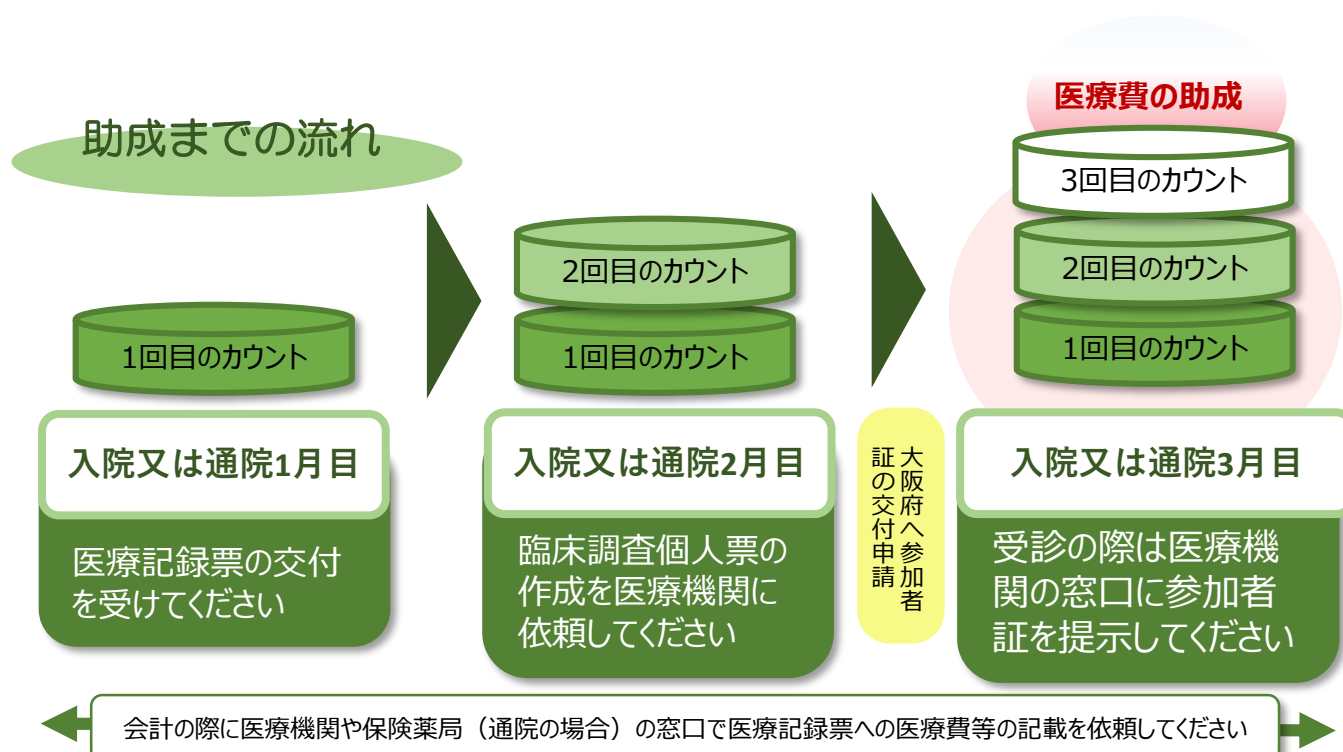 助成までの流れ
1回目のカウント
入院又は通院1月目
医療記録票の交付
を受けてください
2回目のカウント
1回目のカウント
入院又は通院2月目
臨床調査個人票の
作成を医療機関に
依頼してください
大阪府へ参加者
証の交付申請
医療費の助成
3回目のカウント
2回目のカウント
1回目のカウント
入院又は通院3月目
受診の際は医療機
関の窓口に参加者
証を提示してください
会計の際に医療機関や保険薬局（通院の場合）の窓口で医療記録票への医療費等の記載を依頼してください